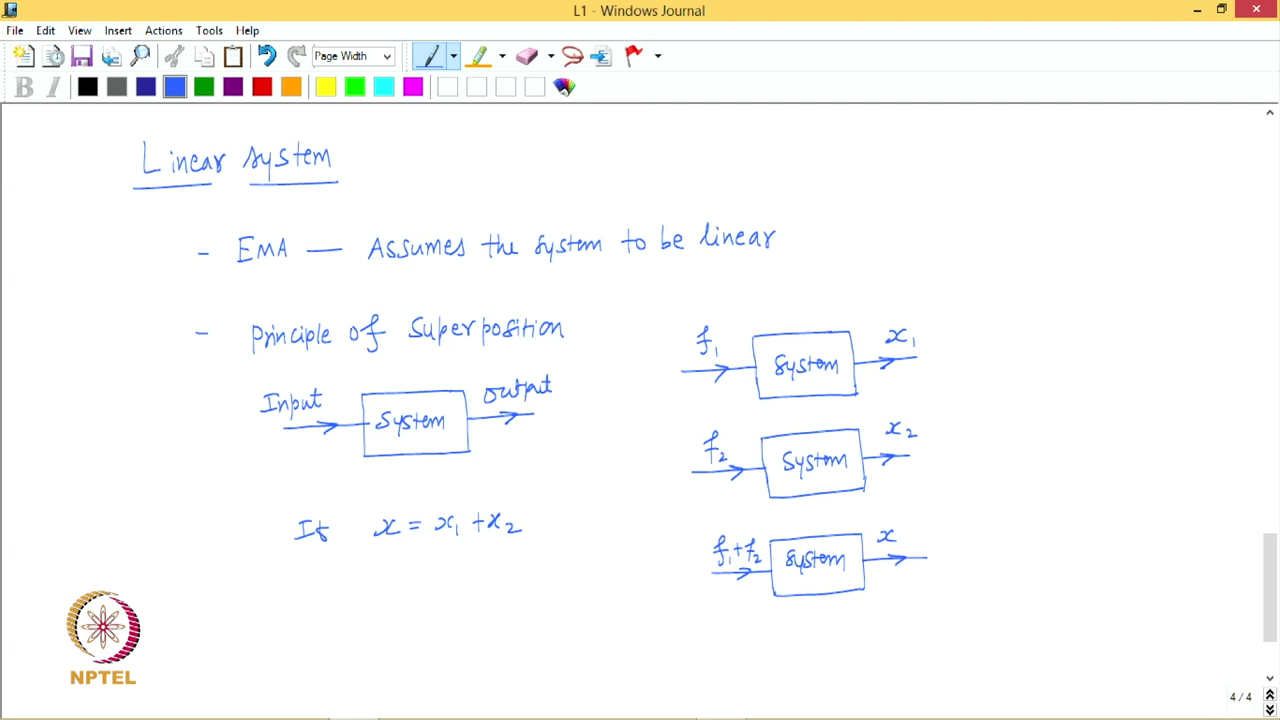 L1 - Windows Journal
File Edit View Insert Actions Tools Help
Page Width
B I
Linear system
- EMA — Assumes the system to be linear
- Principle of Superposition
Input System Output
If x = x1 + x2
f1 System x1
f2 System x2
f1+f2 System x
NPTEL
4 / 4